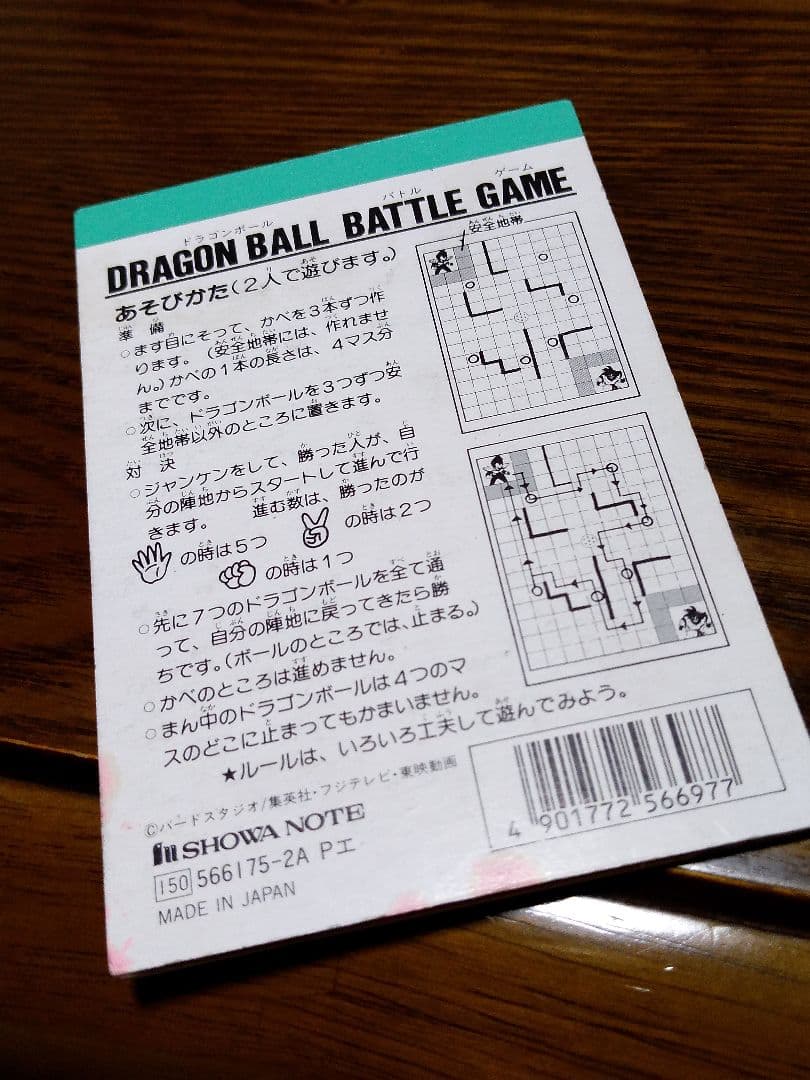 DRAGON BALL BATTLE GAME
あそびかた(2人で遊びます。)
準 備
○ます目にそって、かべを3本ずつ作
ります。(安全地帯には、作れませ
ん。)かべの1本の長さは、4マス分
までです。
○次に、ドラゴンボールを3つずつ安
全地帯以外のところに置きます。
対 決
○ジャンケンをして、勝った人が、自
分の陣地からスタートして進んで行
きます。 進む数は、勝ったのが
の時は5つ
の時は2つ
の時は1つ
○先に7つのドラゴンボールを全て通
って、自分の陣地に戻ってきたら勝
ちです。(ボールのところでは、止まる。)
○かべのところは進めません。
○まん中のドラゴンボールは4つのマ
スのどこに止まってもかまいません。
★ルールは、いろいろ工夫して遊んでみよう。
安全地帯
©バードスタジオ/集英社・フジテレビ・東映動画
SHOWA NOTE
150 566175-2A Pエ
MADE IN JAPAN
4 901772 566977